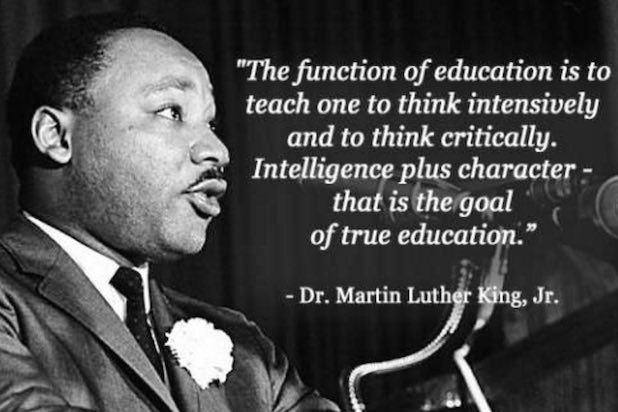 "The function of education is to
teach one to think intensively
and to think critically.
Intelligence plus character -
that is the goal
of true education.”
- Dr. Martin Luther King, Jr.